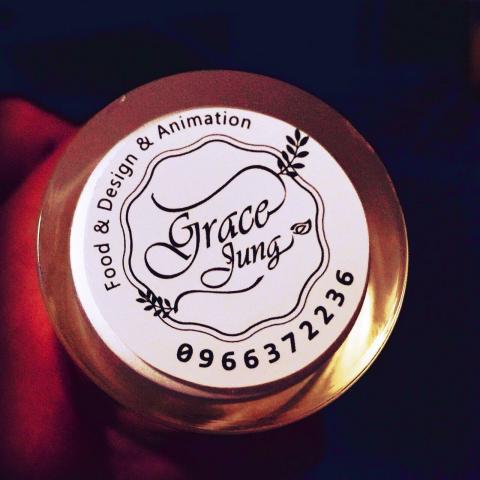 Food & Design & Animation
Grace
Jung
0966372236